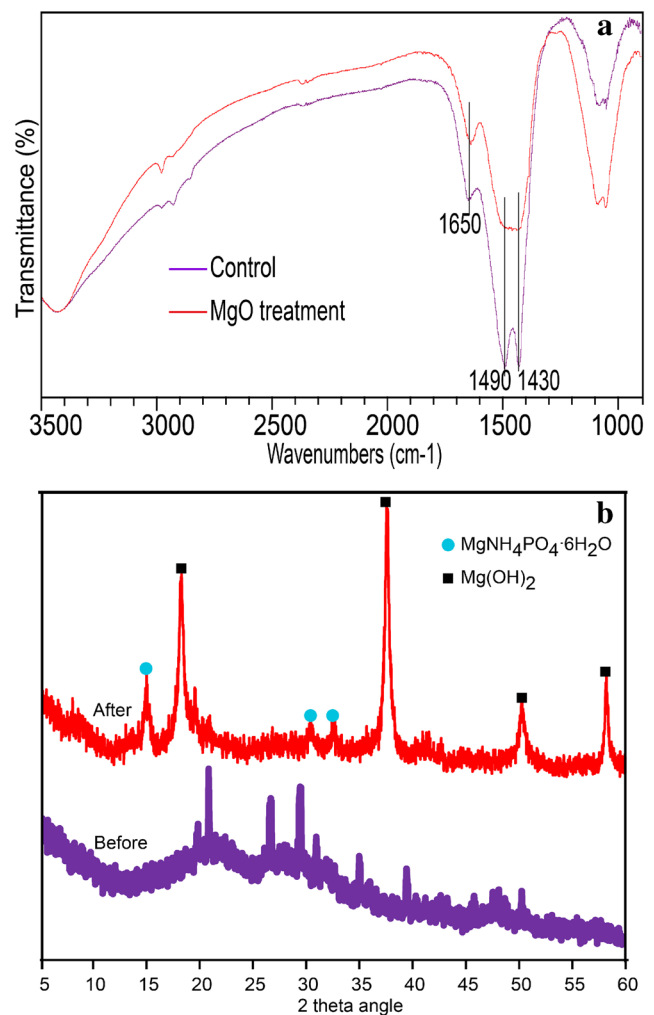 a
Transmittance (%)
1650
Control
MgO treatment
1490 1430
3500 3000 2500 2000 1500 1000
Wavenumbers (cm-1)
b
MgNH₄PO₄·6H₂O
Mg(OH)₂
After
Before
5 10 15 20 25 30 35 40 45 50 55 60
2 theta angle